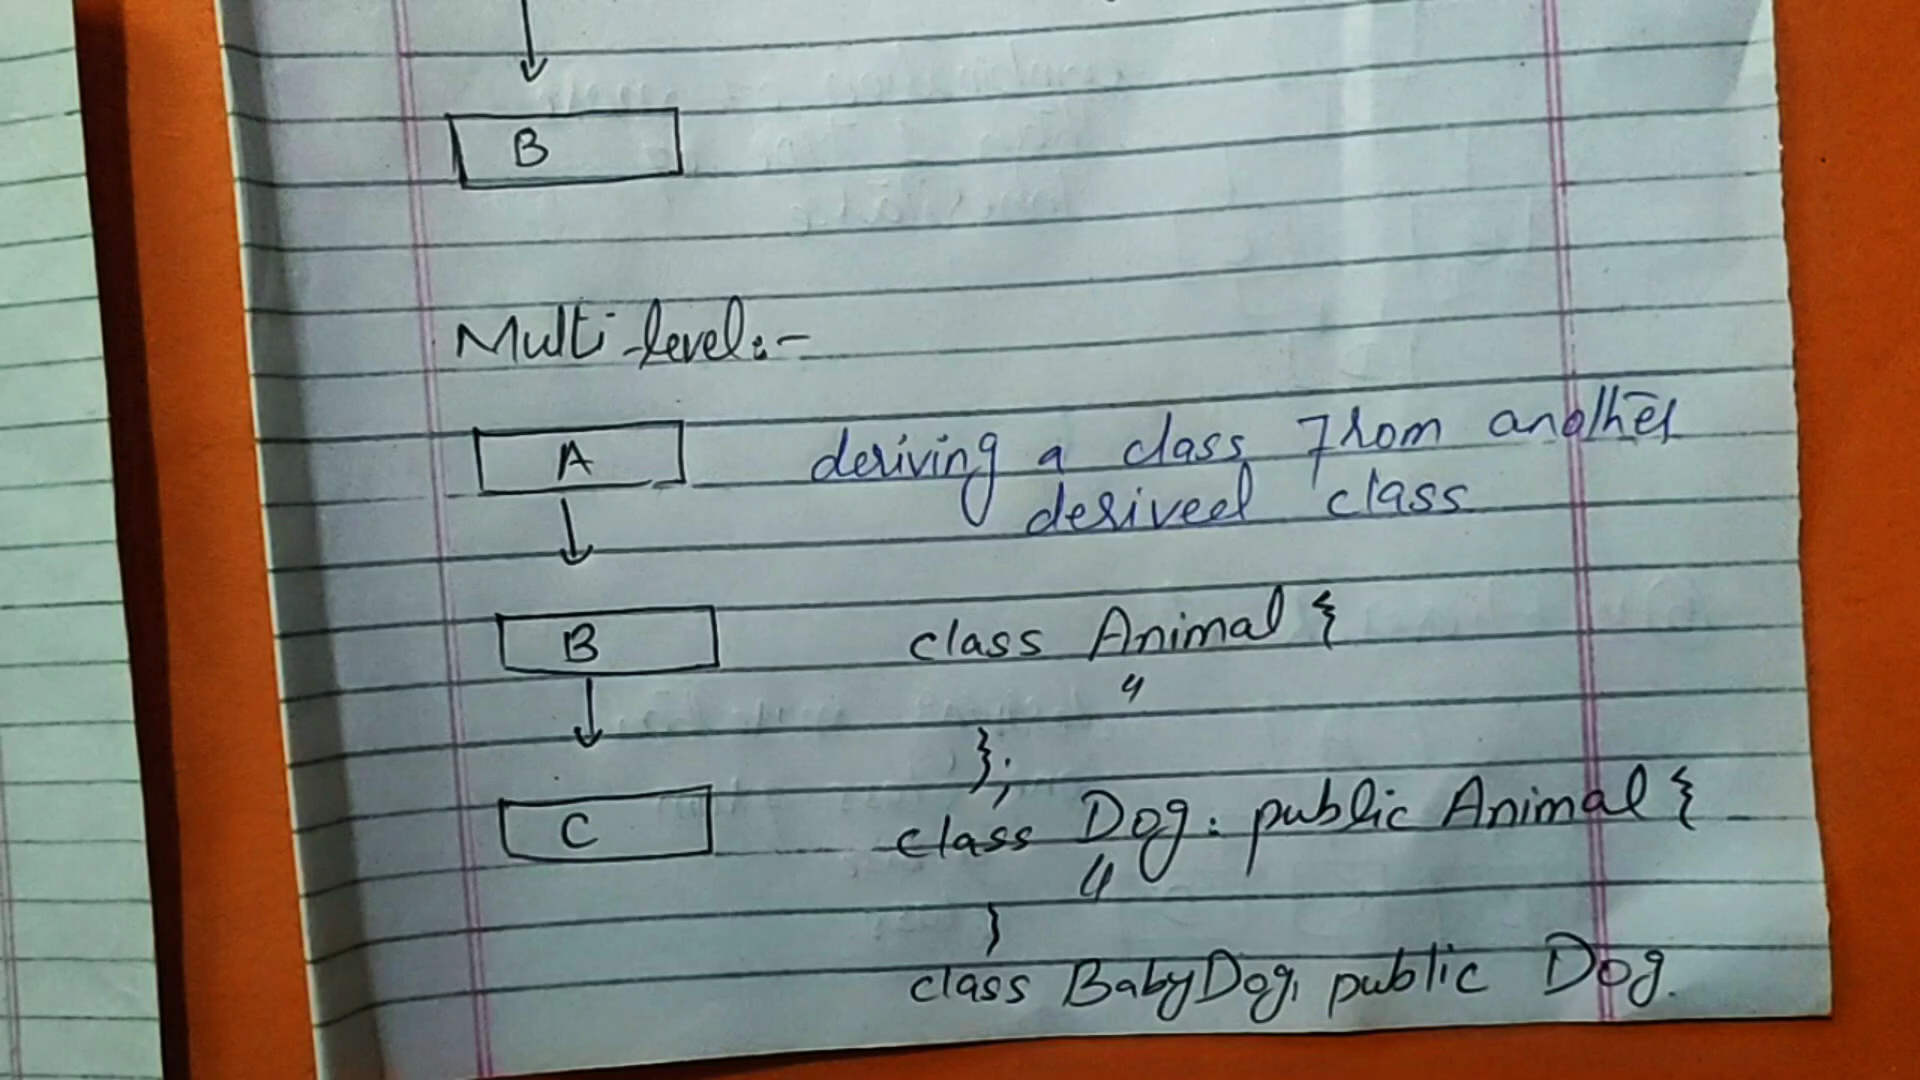 B
Multi-level:-
A
deriving a class from another
derived class
B
class Animal {
"
};
C
class Dog: public Animal {
"
}
class BabyDog, public Dog.